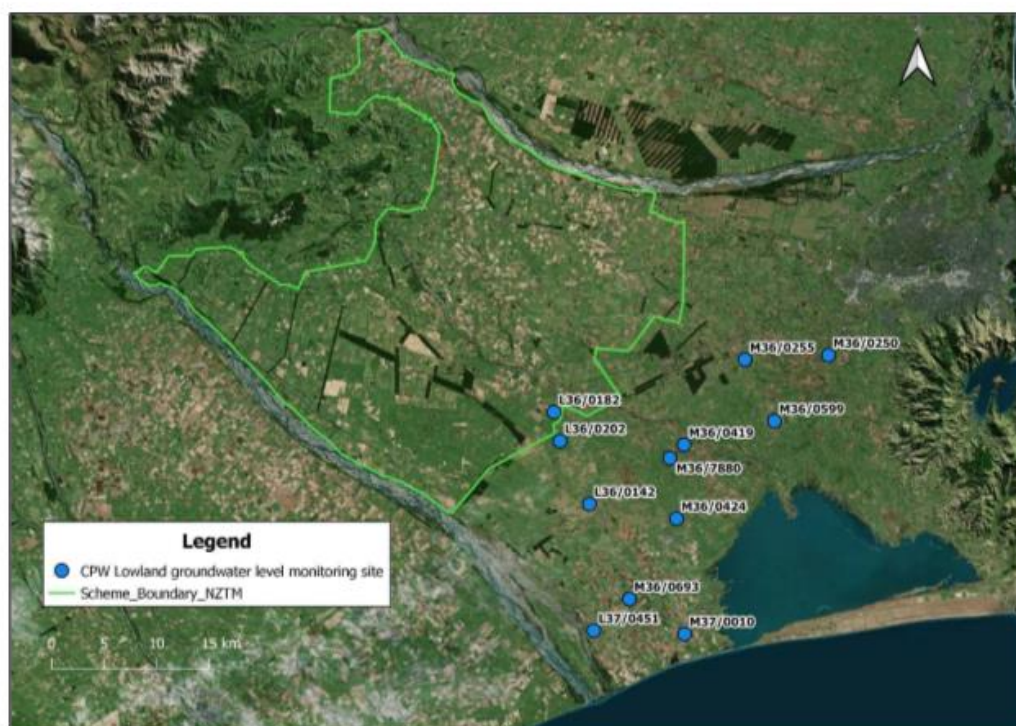 M36/0255
M36/0250
L36/0182
M36/0599
L36/0202
M36/0419
M36/7880
L36/0142
M36/0424
Legend
CPW Lowland groundwater level monitoring site
Scheme_Boundary_NZTM
M36/0693
L37/0451
M37/0010
0 5 10 15 km